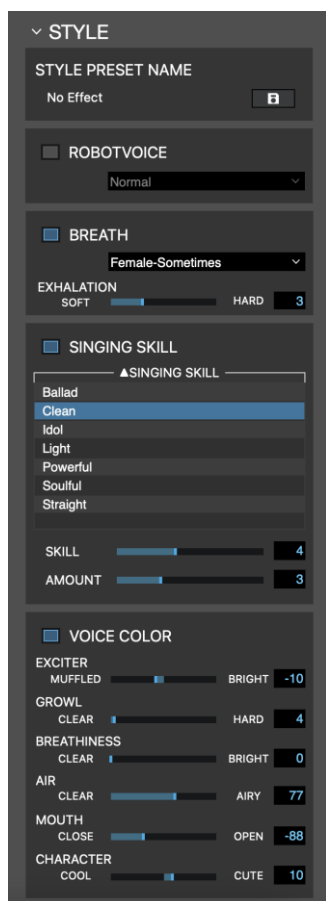 STYLE
STYLE PRESET NAME
No Effect
ROBOTVOICE
Normal
BREATH
Female-Sometimes
EXHALATION
SOFT HARD 3
SINGING SKILL
▲SINGING SKILL
Ballad
Clean
Idol
Light
Powerful
Soulful
Straight
SKILL 4
AMOUNT 3
VOICE COLOR
EXCITER
MUFFLED BRIGHT -10
GROWL
CLEAR HARD 4
BREATHINESS
CLEAR BRIGHT 0
AIR
CLEAR AIRY 77
MOUTH
CLOSE OPEN -88
CHARACTER
COOL CUTE 10